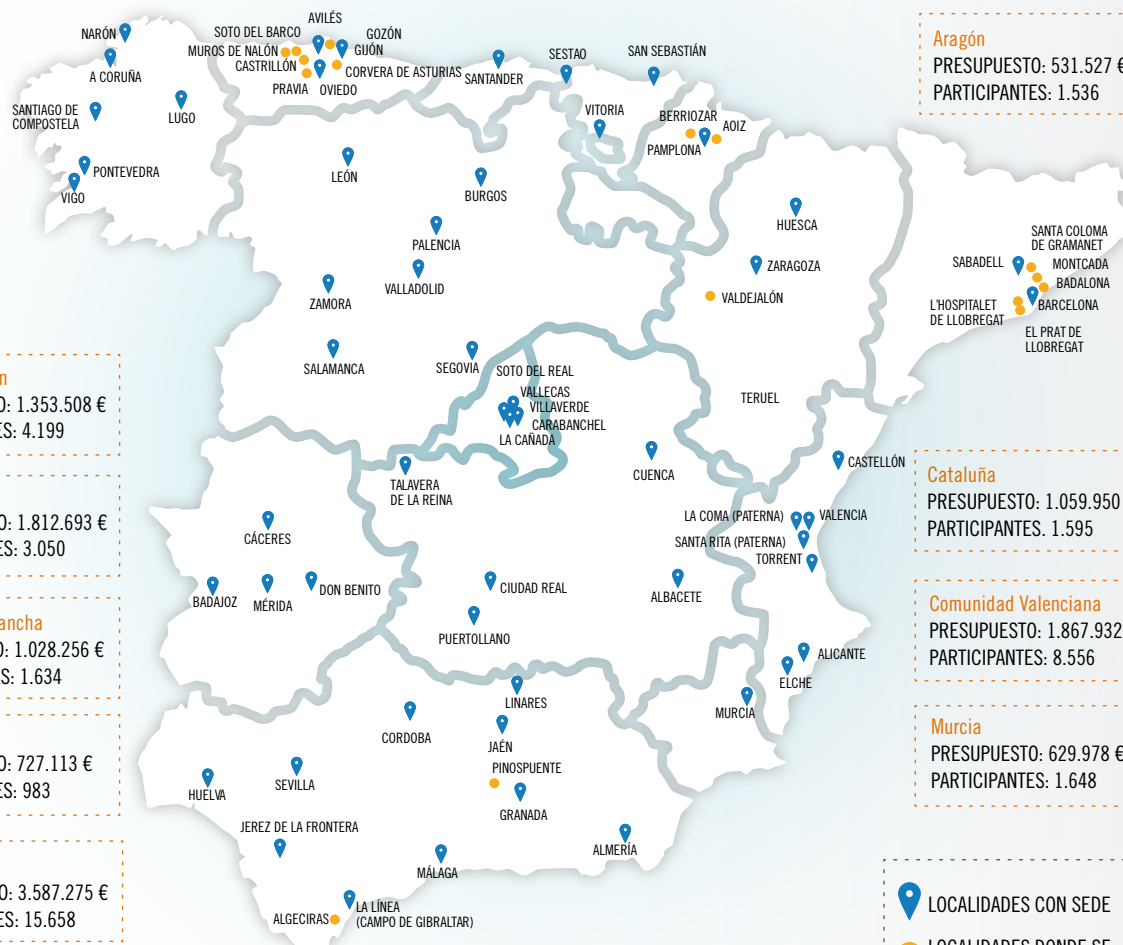 AVILÉS
NARÓN
SOTO DEL BARCO
GOZÓN
GIJÓN
MUROS DE NALÓN
CASTRILLÓN
CORVERA DE ASTURIAS
PRAVIA
OVIEDO
A CORUÑA
SANTANDER
SESTAO
SAN SEBASTIÁN
SANTIAGO DE
COMPOSTELA
LUGO
VITORIA
BERRIOZAR
AOIZ
PAMPLONA
PONTEVEDRA
VIGO
LEÓN
BURGOS
PALENCIA
VALLADOLID
ZAMORA
SALAMANCA
SEGOVIA
HUESCA
ZARAGOZA
VALDEJALÓN
TERUEL
SANTA COLOMA
DE GRAMANET
SABADELL
MONTCADA
BADALONA
BARCELONA
L'HOSPITALET
DE LLOBREGAT
EL PRAT DE
LLOBREGAT
SOTO DEL REAL
VALLECAS
VILLAVERDE
CARABANCHEL
LA CAÑADA
TALAVERA
DE LA REINA
CUENCA
CIUDAD REAL
PUERTOLLANO
ALBACETE
CASTELLÓN
LA COMA (PATERNA)
VALENCIA
SANTA RITA (PATERNA)
TORRENT
ALICANTE
ELCHE
MURCIA
CÁCERES
BADAJOZ
MÉRIDA
DON BENITO
LINARES
CORDOBA
JAÉN
PINOSPUENTE
GRANADA
HUELVA
SEVILLA
JEREZ DE LA FRONTERA
MÁLAGA
ALMERÍA
ALGECIRAS
LA LÍNEA
(CAMPO DE GIBRALTAR)
n
O: 1.353.508 €
ES: 4.199
O: 1.812.693 €
ES: 3.050
ancha
O: 1.028.256 €
S: 1.634
O: 727.113 €
ES: 983
O: 3.587.275 €
ES: 15.658
Aragón
PRESUPUESTO: 531.527 €
PARTICIPANTES: 1.536
Cataluña
PRESUPUESTO: 1.059.950
PARTICIPANTES. 1.595
Comunidad Valenciana
PRESUPUESTO: 1.867.932
PARTICIPANTES: 8.556
Murcia
PRESUPUESTO: 629.978 €
PARTICIPANTES: 1.648
LOCALIDADES CON SEDE
LOCALIDADES DONDE SE